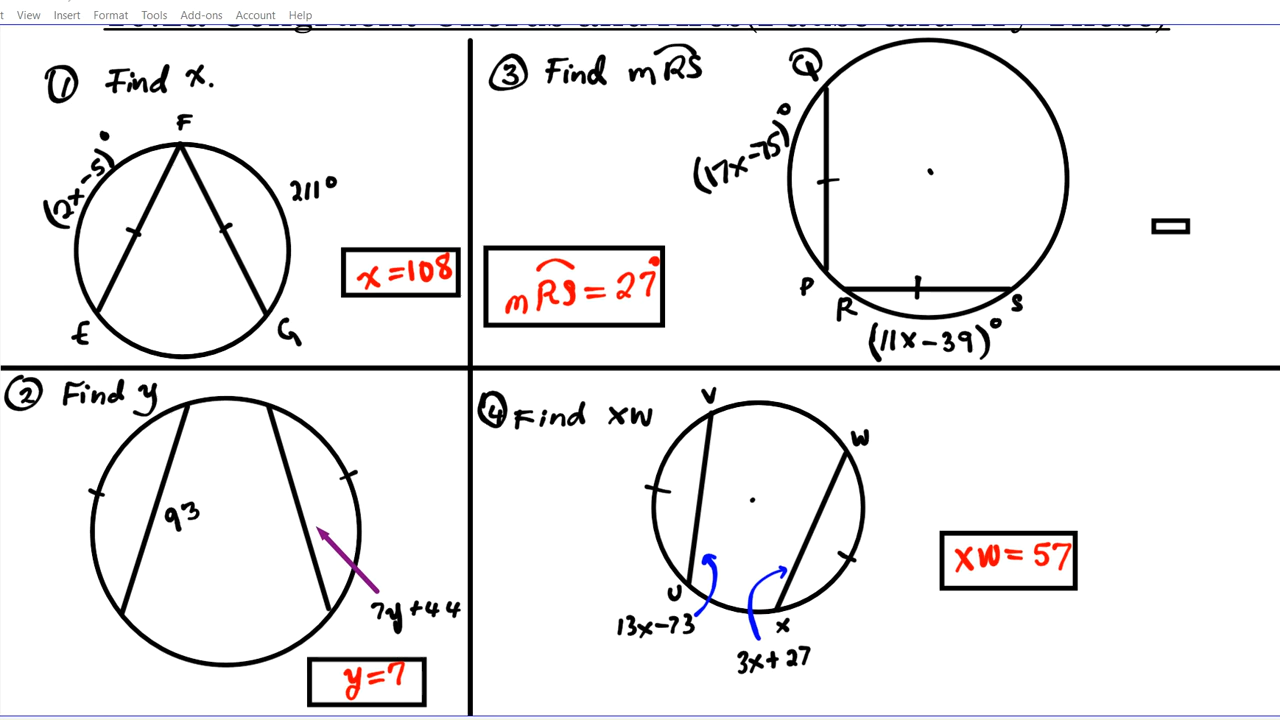 View Insert Format Tools Add-ons Account Help
① Find x.
F
(2x-5)°
211°
E
G
x=108
③ Find mRS
Q
(17x-75)°
P
R
S
(11x-39)°
mRS=27°
② Find y
93
7y+44
y=7
④ Find XW
V
W
U
X
13x-73
3x+27
XW=57